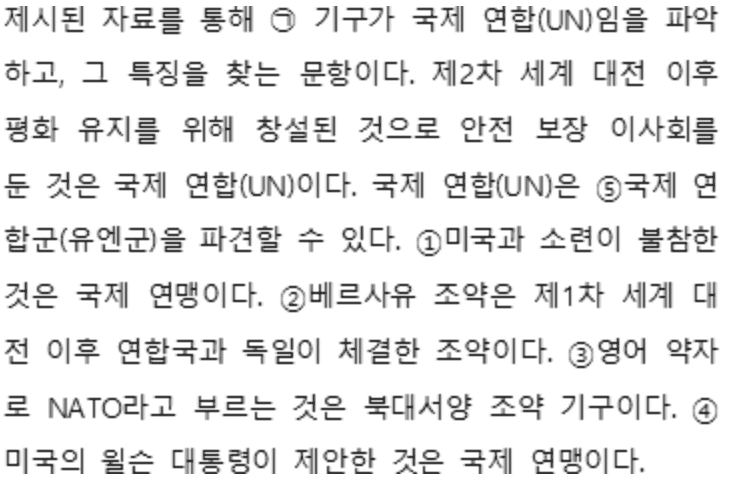 제시된 자료를 통해 ㉠ 기구가 국제 연합(UN)임을 파악
하고, 그 특징을 찾는 문항이다. 제2차 세계 대전 이후
평화 유지를 위해 창설된 것으로 안전 보장 이사회를
둔 것은 국제 연합(UN)이다. 국제 연합(UN)은 ⑤국제 연
합군(유엔군)을 파견할 수 있다. ①미국과 소련이 불참한
것은 국제 연맹이다. ②베르사유 조약은 제1차 세계 대
전 이후 연합국과 독일이 체결한 조약이다. ③영어 약자
로 NATO라고 부르는 것은 북대서양 조약 기구이다. ④
미국의 윌슨 대통령이 제안한 것은 국제 연맹이다.